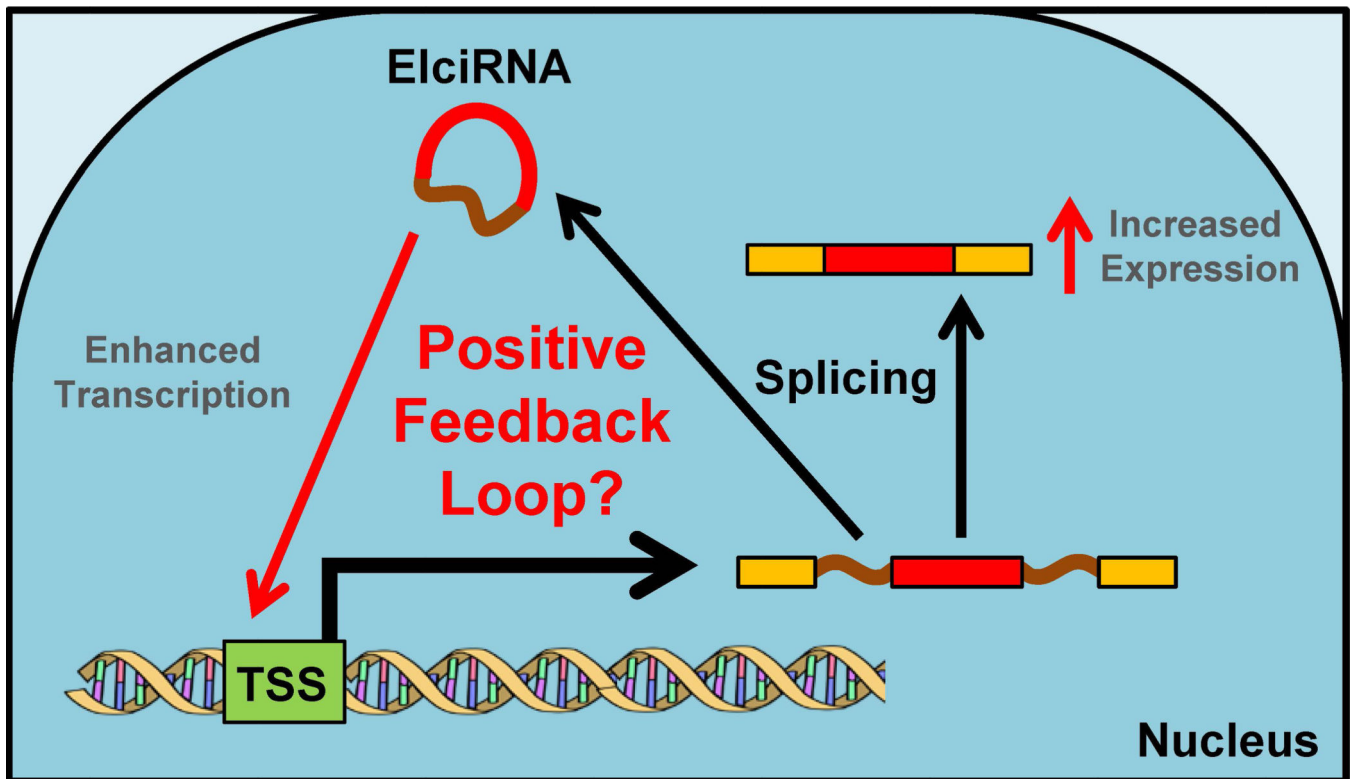 EIciRNA
Increased
Expression
Enhanced
Transcription
Positive
Feedback
Loop?
Splicing
TSS
Nucleus